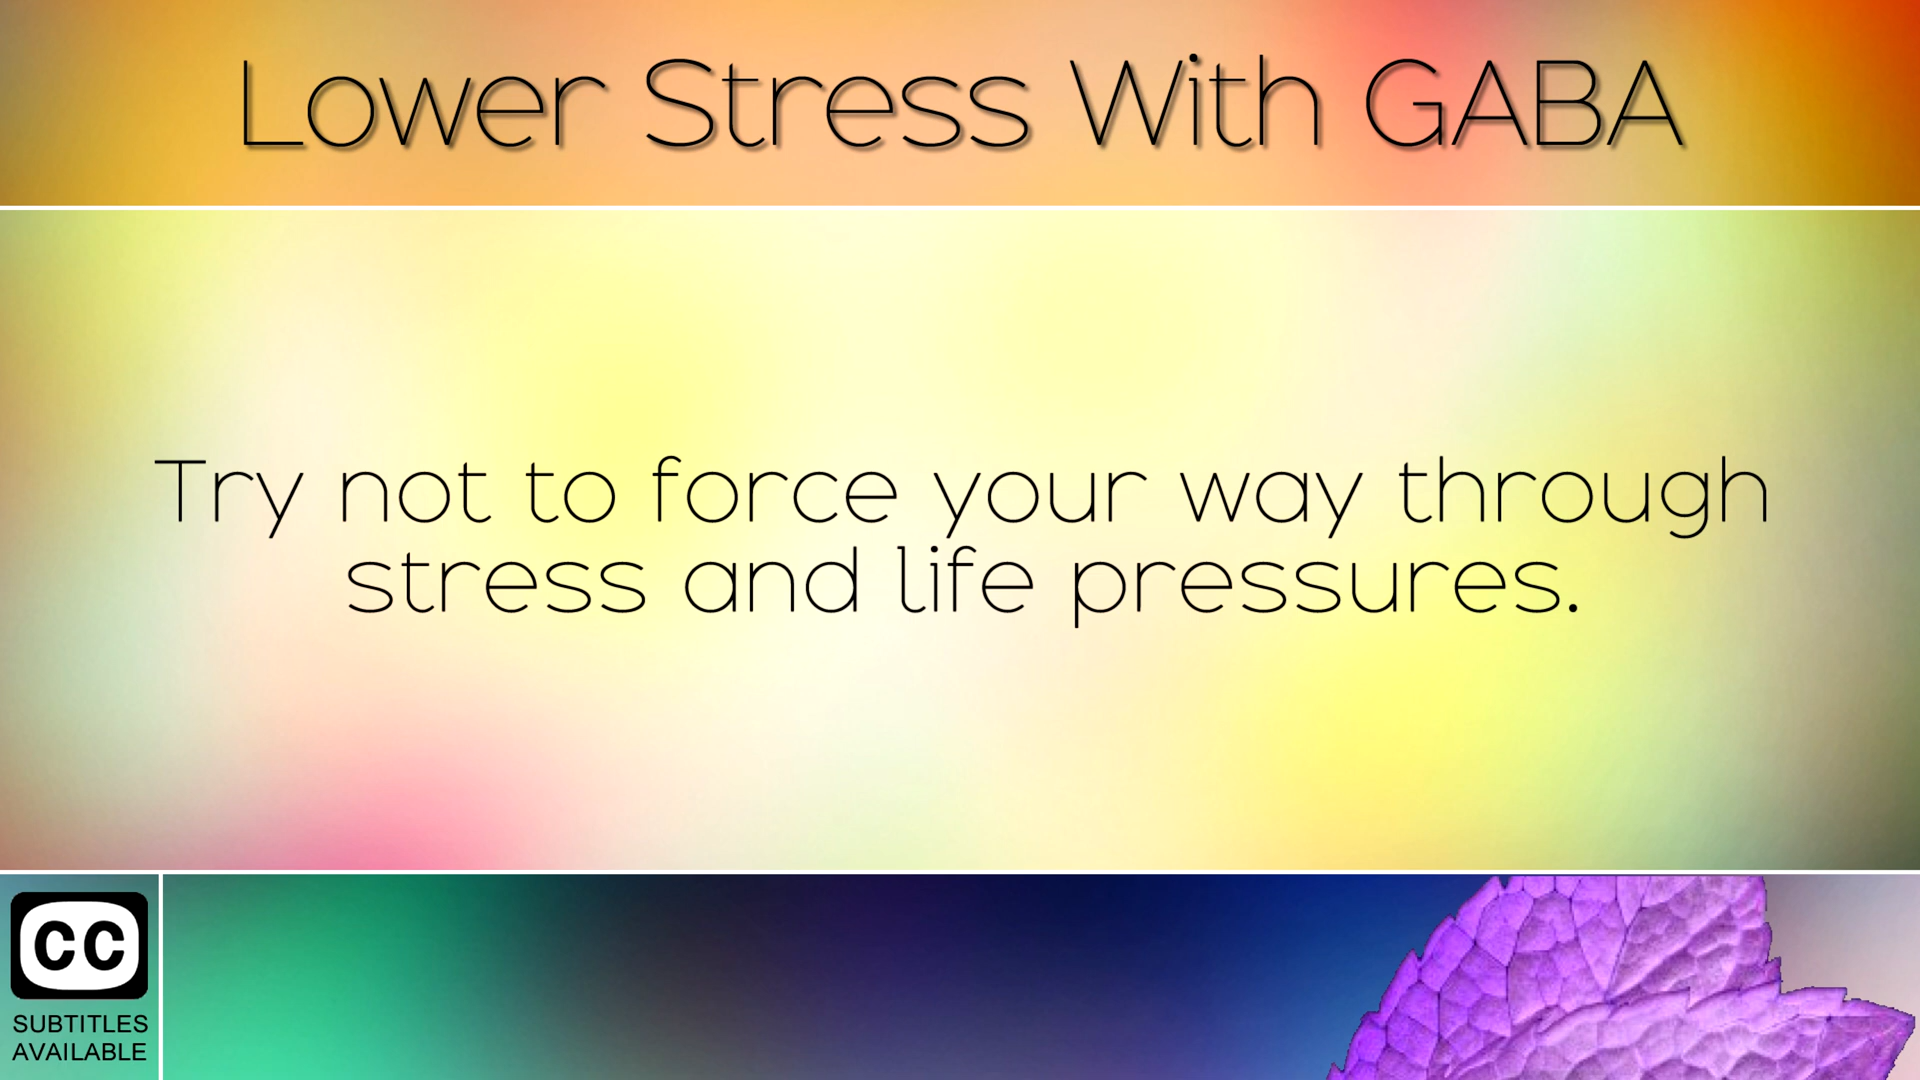 Lower Stress With GABA
Try not to force your way through
stress and life pressures.
CC
SUBTITLES
AVAILABLE